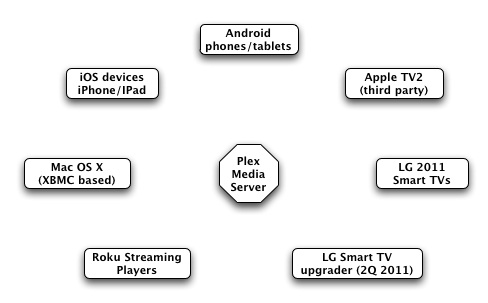 Android
phones/tablets
iOS devices
iPhone/IPad
Apple TV2
(third party)
Mac OS X
(XBMC based)
Plex
Media
Server
LG 2011
Smart TVs
Roku Streaming
Players
LG Smart TV
upgrader (2Q 2011)